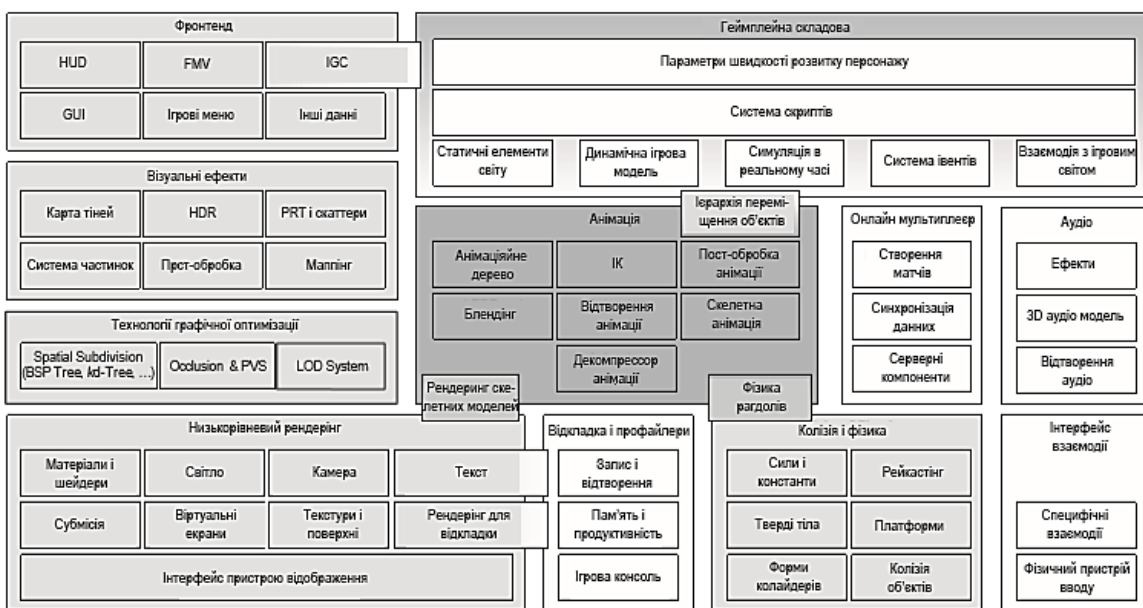 Фронтенд
HUD
FMV
IGC
GUI
Ігрові меню
Інші данні
Геймплейна складова
Параметри швидкості розвитку персонажу
Система скриптів
Статичні елементи
світу
Динамічна ігрова
модель
Симуляція в
реальному часі
Система івентів
Взаємодія з ігровим
світом
Візуальні ефекти
Карта тіней
HDR
PRT і скаттери
Система частинок
Прст-обробка
Маппінг
Технології графічної оптимізації
Spatial Subdivision
(BSP Tree, kd-Tree, ...)
Occlusion & PVS
LOD System
Анімація
Ієрархія переміщ-
щення об'єктів
Анімаційне
дерево
ІК
Пост-обробка
анімації
Блендінг
Відтворення
анімації
Скелетна
анімація
Декомпрессор
анімації
Рендеринг ске-
летних моделей
Фізика
рагдолів
Онлайн мультиплеєр
Створення
матчів
Синхронізація
данних
Серверні
компоненти
Аудіо
Ефекти
3D аудіо модель
Відтворення
аудіо
Низькорівневий рендерінг
Матеріали і
шейдери
Світло
Камера
Текст
Субмісія
Віртуальні
екрани
Текстури і
поверхні
Рендерінг для
відкладки
Інтерфейс пристрою відображення
Відкладка і профайлери
Запис і
відтворення
Пам'ять і
продуктивність
Ігрова консоль
Колізія і фізика
Сили і
константи
Рейкастінг
Тверді тіла
Платформи
Форми
колайдерів
Колізія
об'єктів
Інтерфейс
взаємодії
Специфічні
взаємодії
Фізичний пристрій
вводу